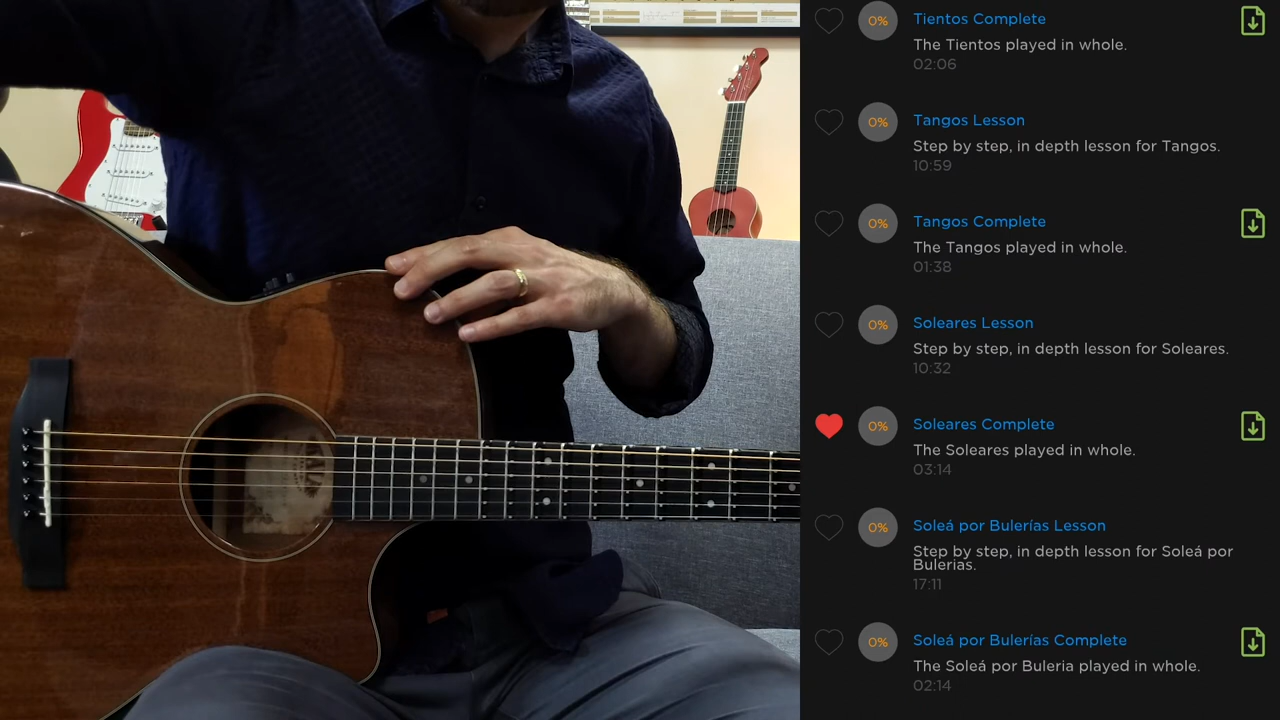 0%
Tientos Complete
The Tientos played in whole.
02:06
0%
Tangos Lesson
Step by step, in depth lesson for Tangos.
10:59
0%
Tangos Complete
The Tangos played in whole.
01:38
0%
Soleares Lesson
Step by step, in depth lesson for Soleares.
10:32
0%
Soleares Complete
The Soleares played in whole.
03:14
0%
Soleá por Bulerías Lesson
Step by step, in depth lesson for Soleá por
Bulerias.
17:11
0%
Soleá por Bulerías Complete
The Soleá por Buleria played in whole.
02:14